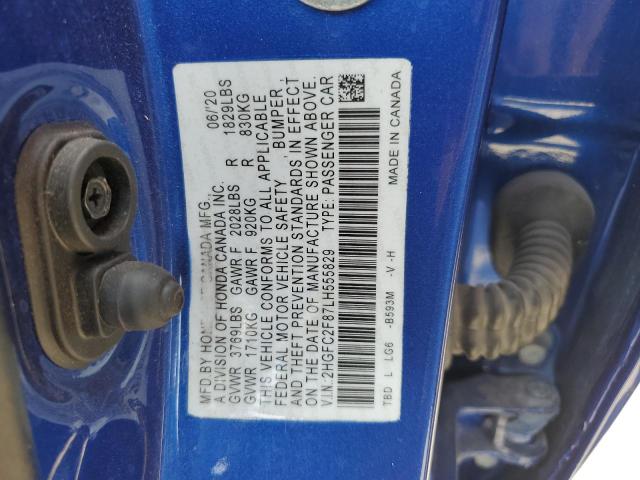 MFD BY HONDA OF CANADA MFG. 06/'20
A DIVISION OF HONDA CANADA INC.
GVWR 3769LBS GAWR F 2028LBS R 1829LBS
GVWR 1710KG GAWR F 920KG R 830KG
THIS VEHICLE CONFORMS TO ALL APPLICABLE
FEDERAL MOTOR VEHICLE SAFETY , BUMPER,
AND THEFT PREVENTION STANDARDS IN EFFECT
ON THE DATE OF MANUFACTURE SHOWN ABOVE.
V.I.N: 2HGFC2F87LH555829 TYPE: PASSENGER CAR
TBD L LG6 -B593M -V -H MADE IN CANADA